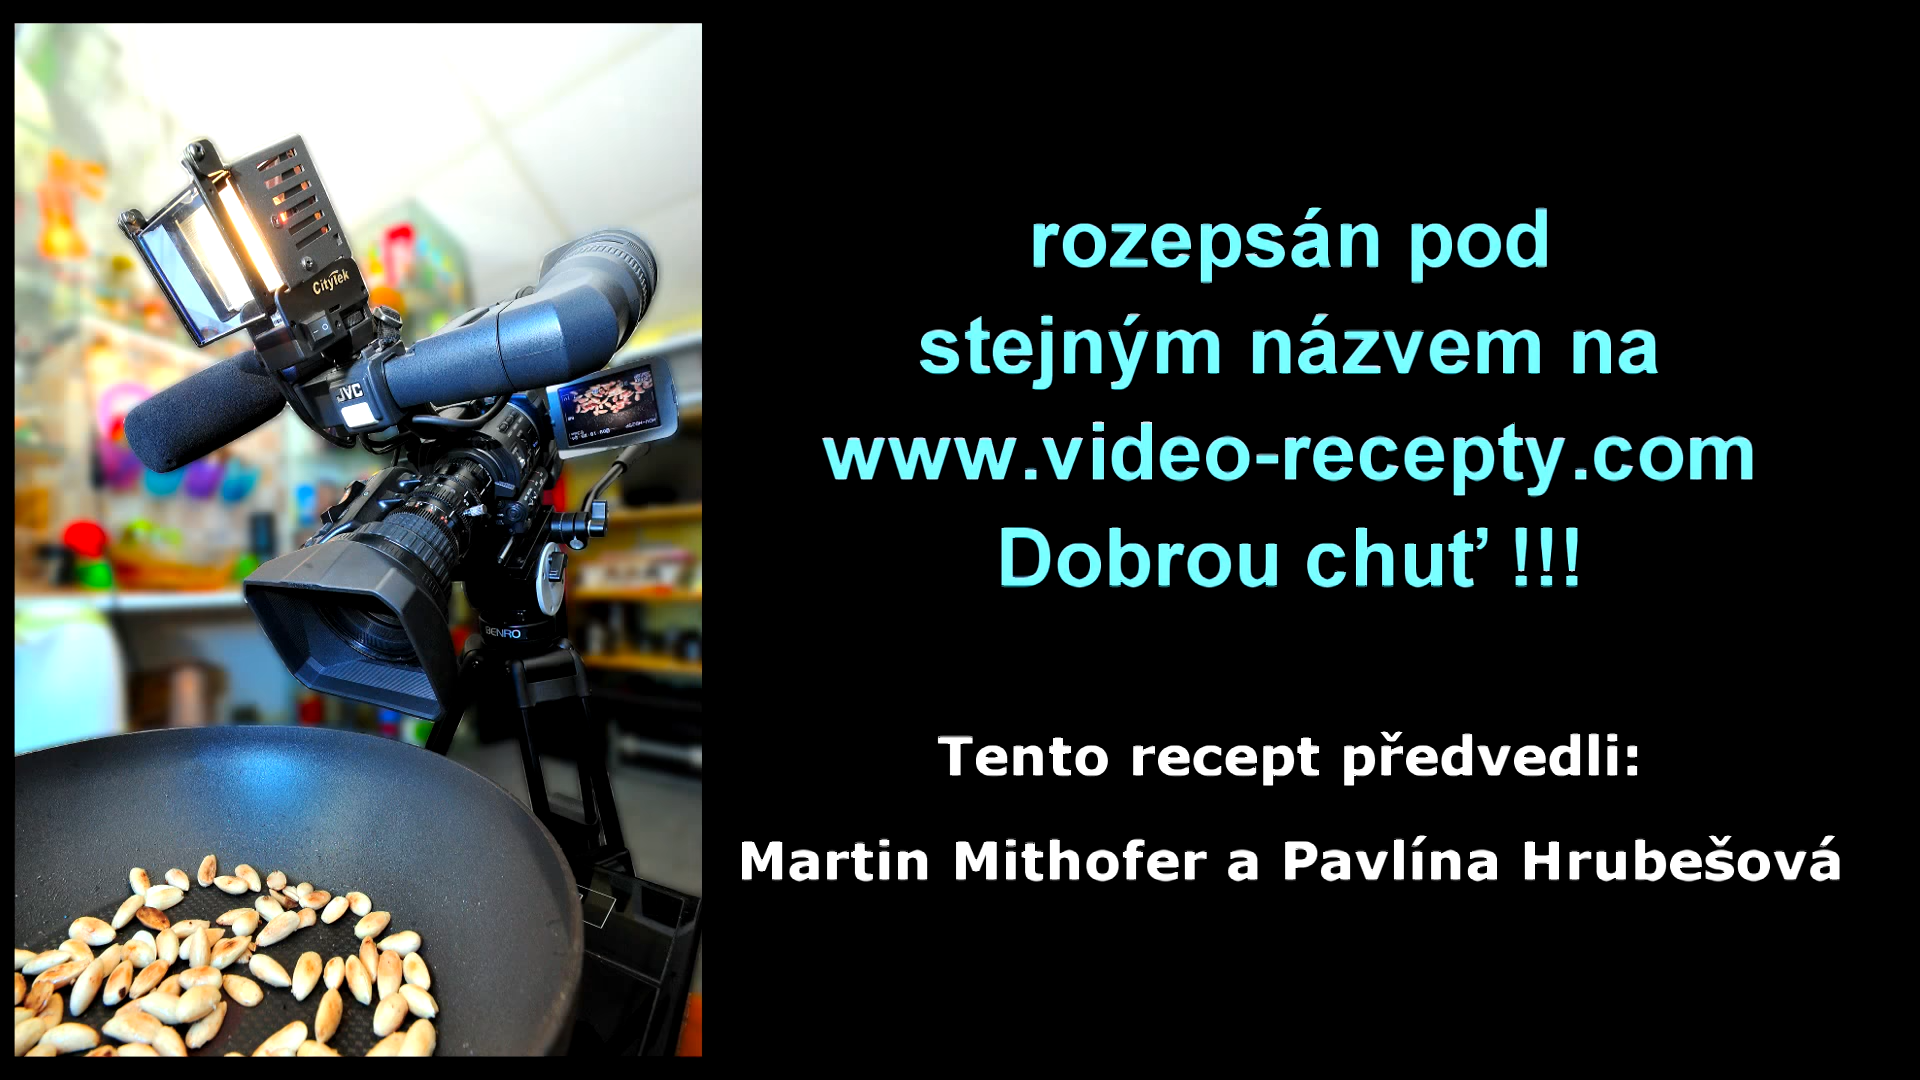 rozepsán pod
stejným názvem na
www.video-recepty.com
Dobrou chuť !!!
Tento recept předvedli:
Martin Mithofer a Pavlína Hrubešová
CityTek
JVC
BENRO